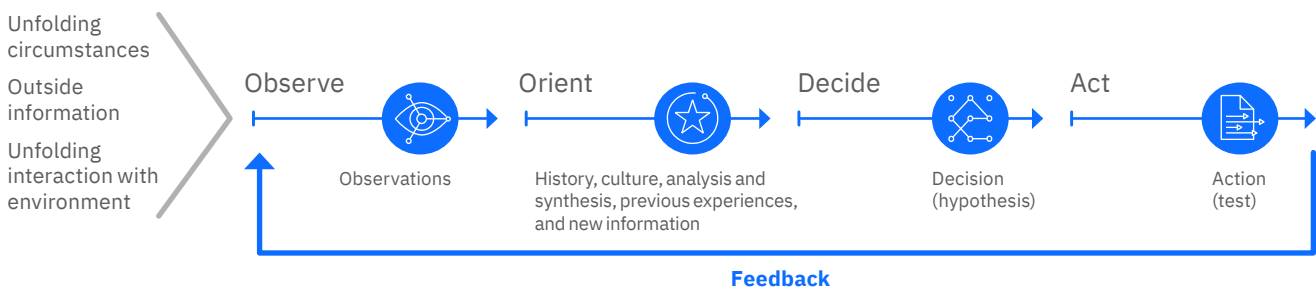 Unfolding
circumstances
Outside
information
Unfolding
interaction with
environment
Observe
Observations
Orient
History, culture, analysis and
synthesis, previous experiences,
and new information
Decide
Decision
(hypothesis)
Act
Action
(test)
Feedback